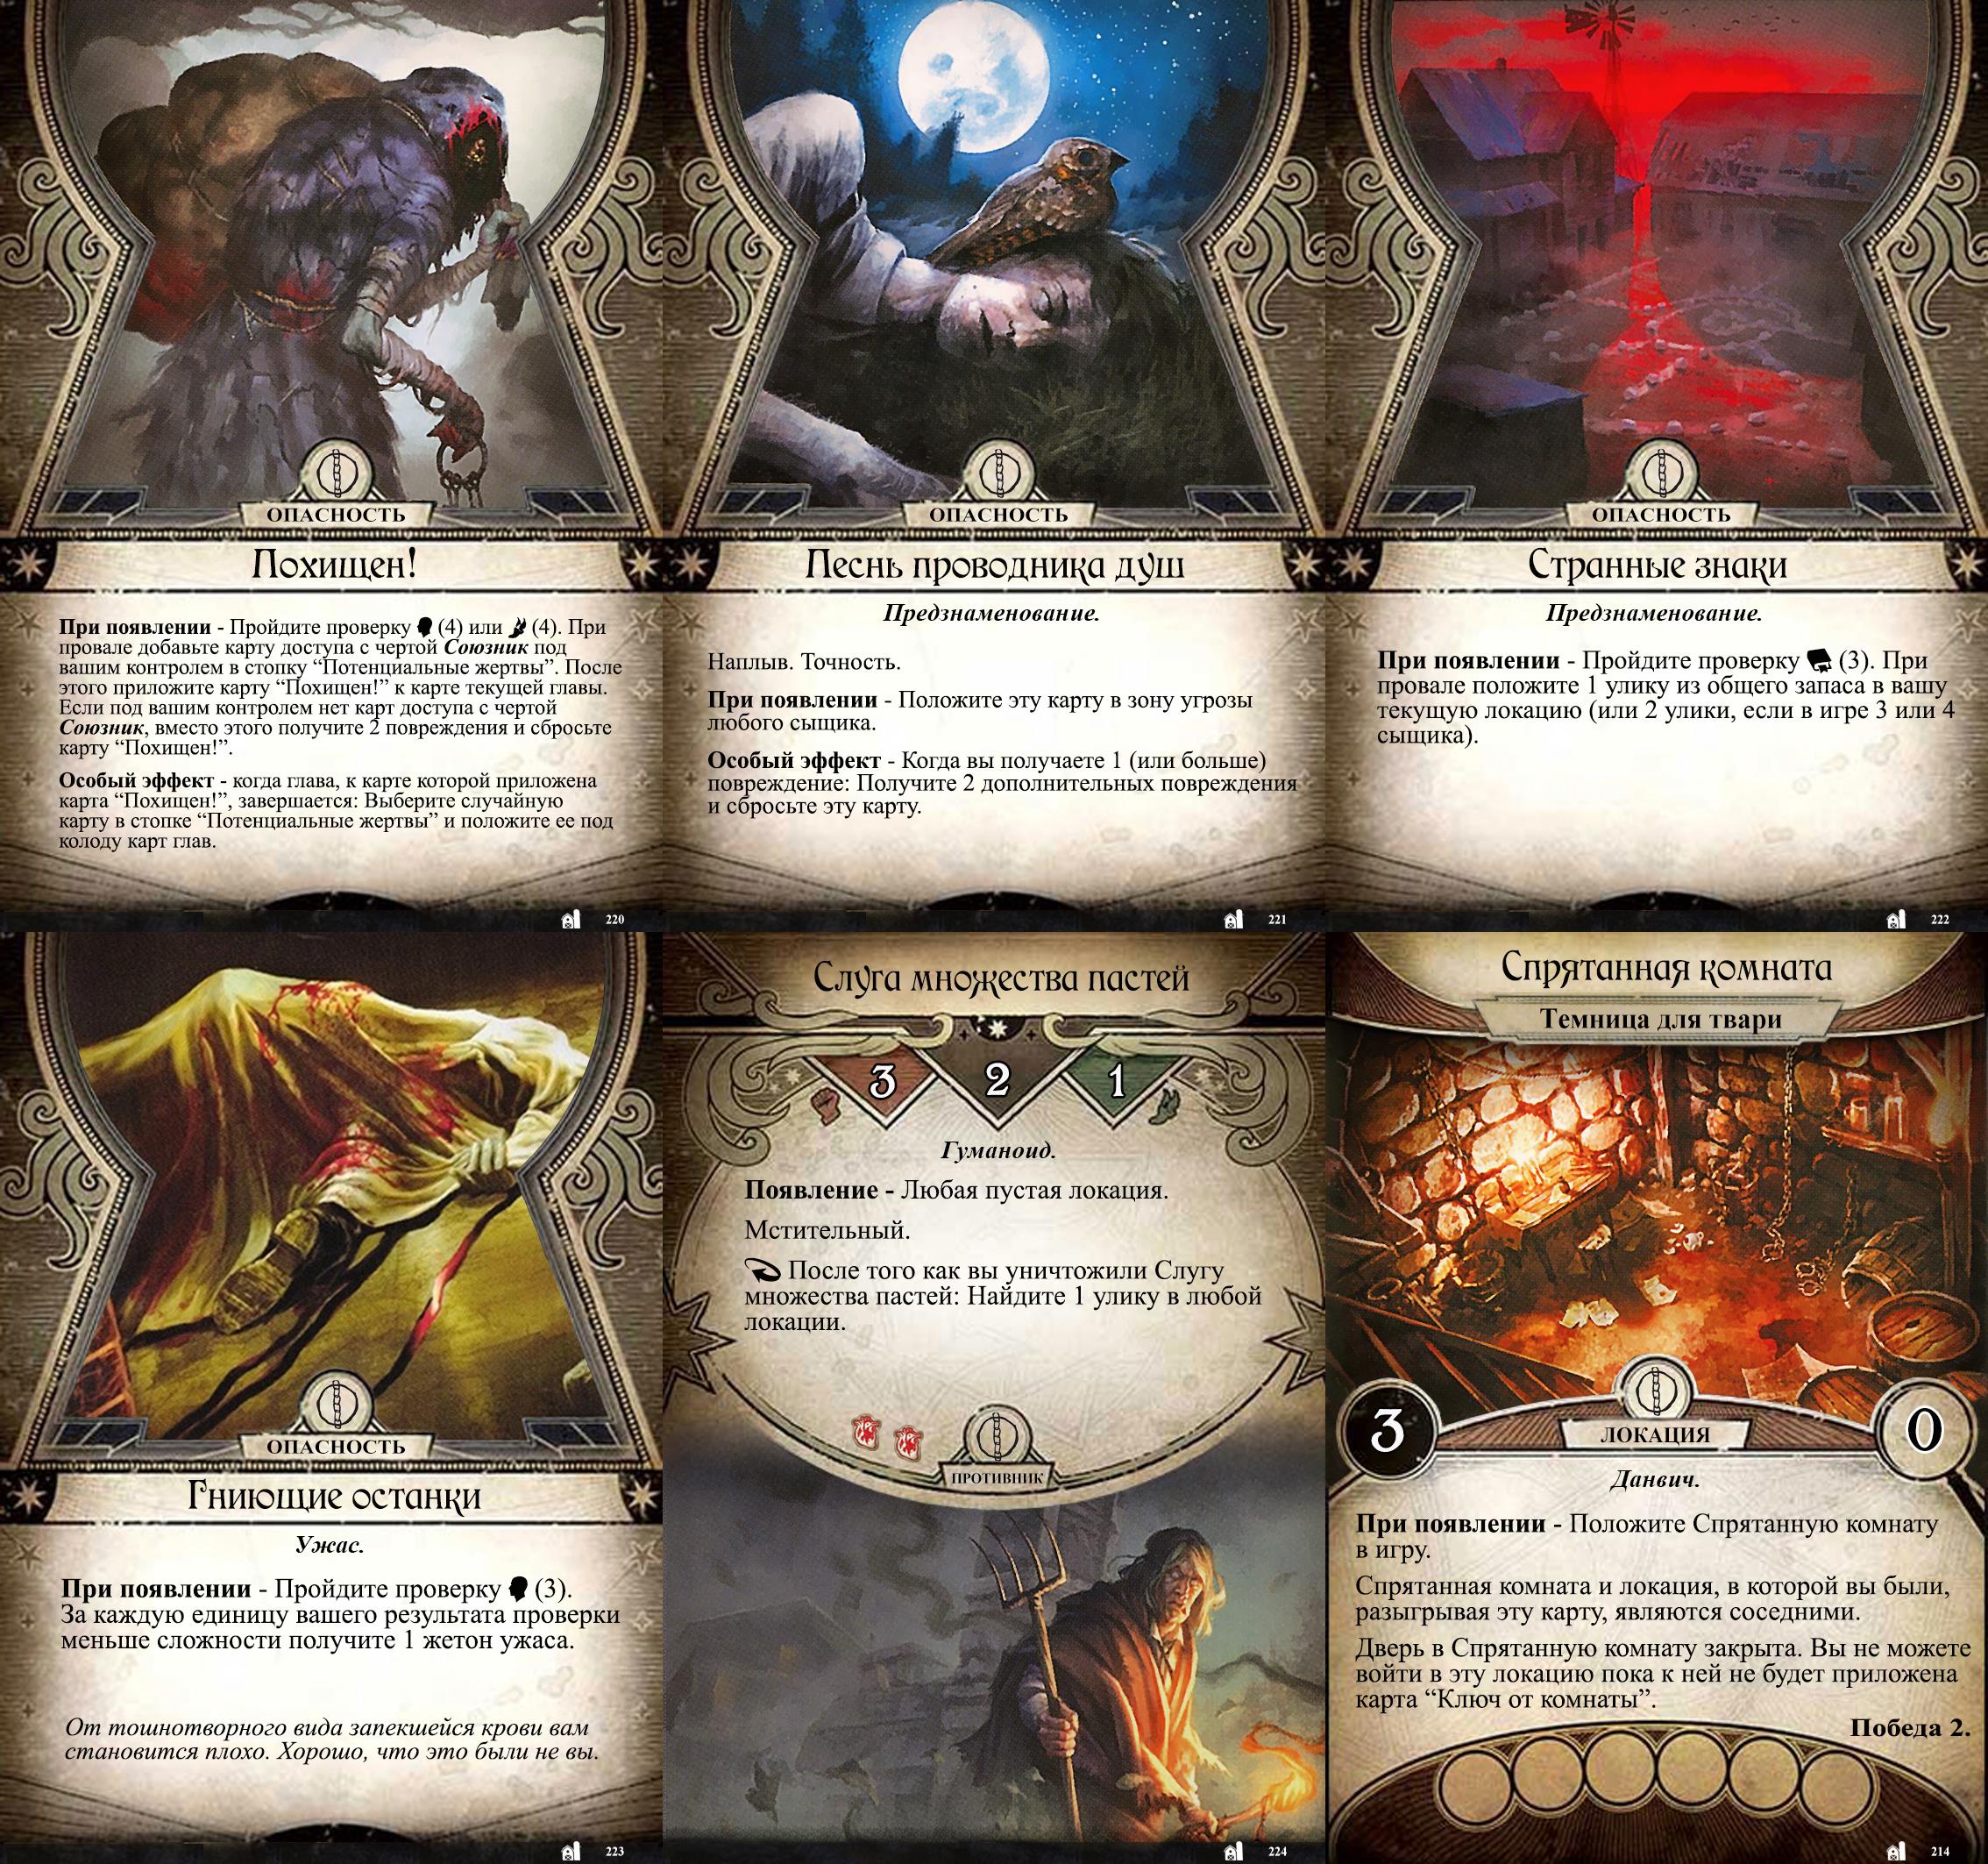 ОПАСНОСТЬ
Похищен!
При появлении - Пройдите проверку (4) или (4). При
провале добавьте карту доступа с чертой Союзник под
вашим контролем в стопку “Потенциальные жертвы”. После
этого приложите карту “Похищен!” к карте текущей главы.
Если под вашим контролем нет карт доступа с чертой
Союзник, вместо этого получите 2 повреждения и сбросьте
карту “Похищен!”.
Особый эффект - когда глава, к карте которой приложена
карта “Похищен!”, завершается: Выберите случайную
карту в стопке “Потенциальные жертвы” и положите ее под
колоду карт глав.
220
ОПАСНОСТЬ
Песнь проводника душ
Предзнаменование.
Наплыв. Точность.
При появлении - Положите эту карту в зону угрозы
любого сыщика.
Особый эффект - Когда вы получаете 1 (или больше)
повреждение: Получите 2 дополнительных повреждения
и сбросьте эту карту.
221
ОПАСНОСТЬ
Странные знаки
Предзнаменование.
При появлении - Пройдите проверку (3). При
провале положите 1 улику из общего запаса в вашу
текущую локацию (или 2 улики, если в игре 3 или 4
сыщика).
222
ОПАСНОСТЬ
Гниющие останки
Ужас.
При появлении - Пройдите проверку (3).
За каждую единицу вашего результата проверки
меньше сложности получите 1 жетон ужаса.
От тошнотворного вида запекшейся крови вам
становится плохо. Хорошо, что это были не вы.
223
Слуга множества пастей
3 2 1
Гуманоид.
Появление - Любая пустая локация.
Мстительный.
После того как вы уничтожили Слугу
множества пастей: Найдите 1 улику в любой
локации.
ПРОТИВНИК
224
Спрятанная комната
Темница для твари
3 0
ЛОКАЦИЯ
Данвич.
При появлении - Положите Спрятанную комнату
в игру.
Спрятанная комната и локация, в которой вы были,
разыгрывая эту карту, являются соседними.
Дверь в Спрятанную комнату закрыта. Вы не можете
войти в эту локацию пока к ней не будет приложена
карта “Ключ от комнаты”.
Победа 2.
214